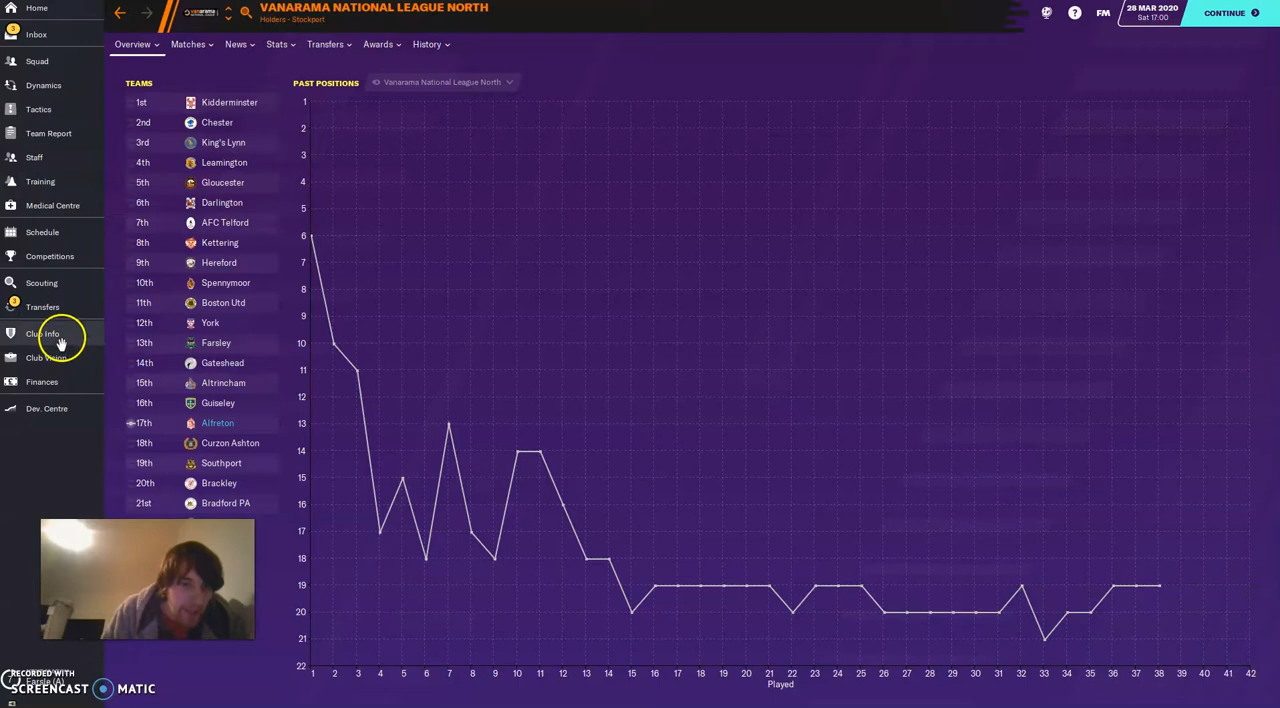 Home
VANARAMA NATIONAL LEAGUE NORTH
Holders - Stockport
FM
28 MAR 2020
Sat 17:00
CONTINUE
3
Inbox
Overview
Matches
News
Stats
Transfers
Awards
History
Squad
Dynamics
Tactics
Team Report
Staff
Training
Medical Centre
Schedule
Competitions
Scouting
3
Transfers
Club Info
Club Vision
Finances
Dev. Centre
TEAMS
1st Kidderminster
2nd Chester
3rd King's Lynn
4th Leamington
5th Gloucester
6th Darlington
7th AFC Telford
8th Kettering
9th Hereford
10th Spennymoor
11th Boston Utd
12th York
13th Farsley
14th Gateshead
15th Altrincham
16th Guiseley
17th Alfreton
18th Curzon Ashton
19th Southport
20th Brackley
21st Bradford PA
PAST POSITIONS
Vanarama National League North
1
2
3
4
5
6
7
8
9
10
11
12
13
14
15
16
17
18
19
20
21
22
1 2 3 4 5 6 7 8 9 10 11 12 13 14 15 16 17 18 19 20 21 22 23 24 25 26 27 28 29 30 31 32 33 34 35 36 37 38 39 40 41 42
Played
RECORDED WITH
SCREENCAST MATIC